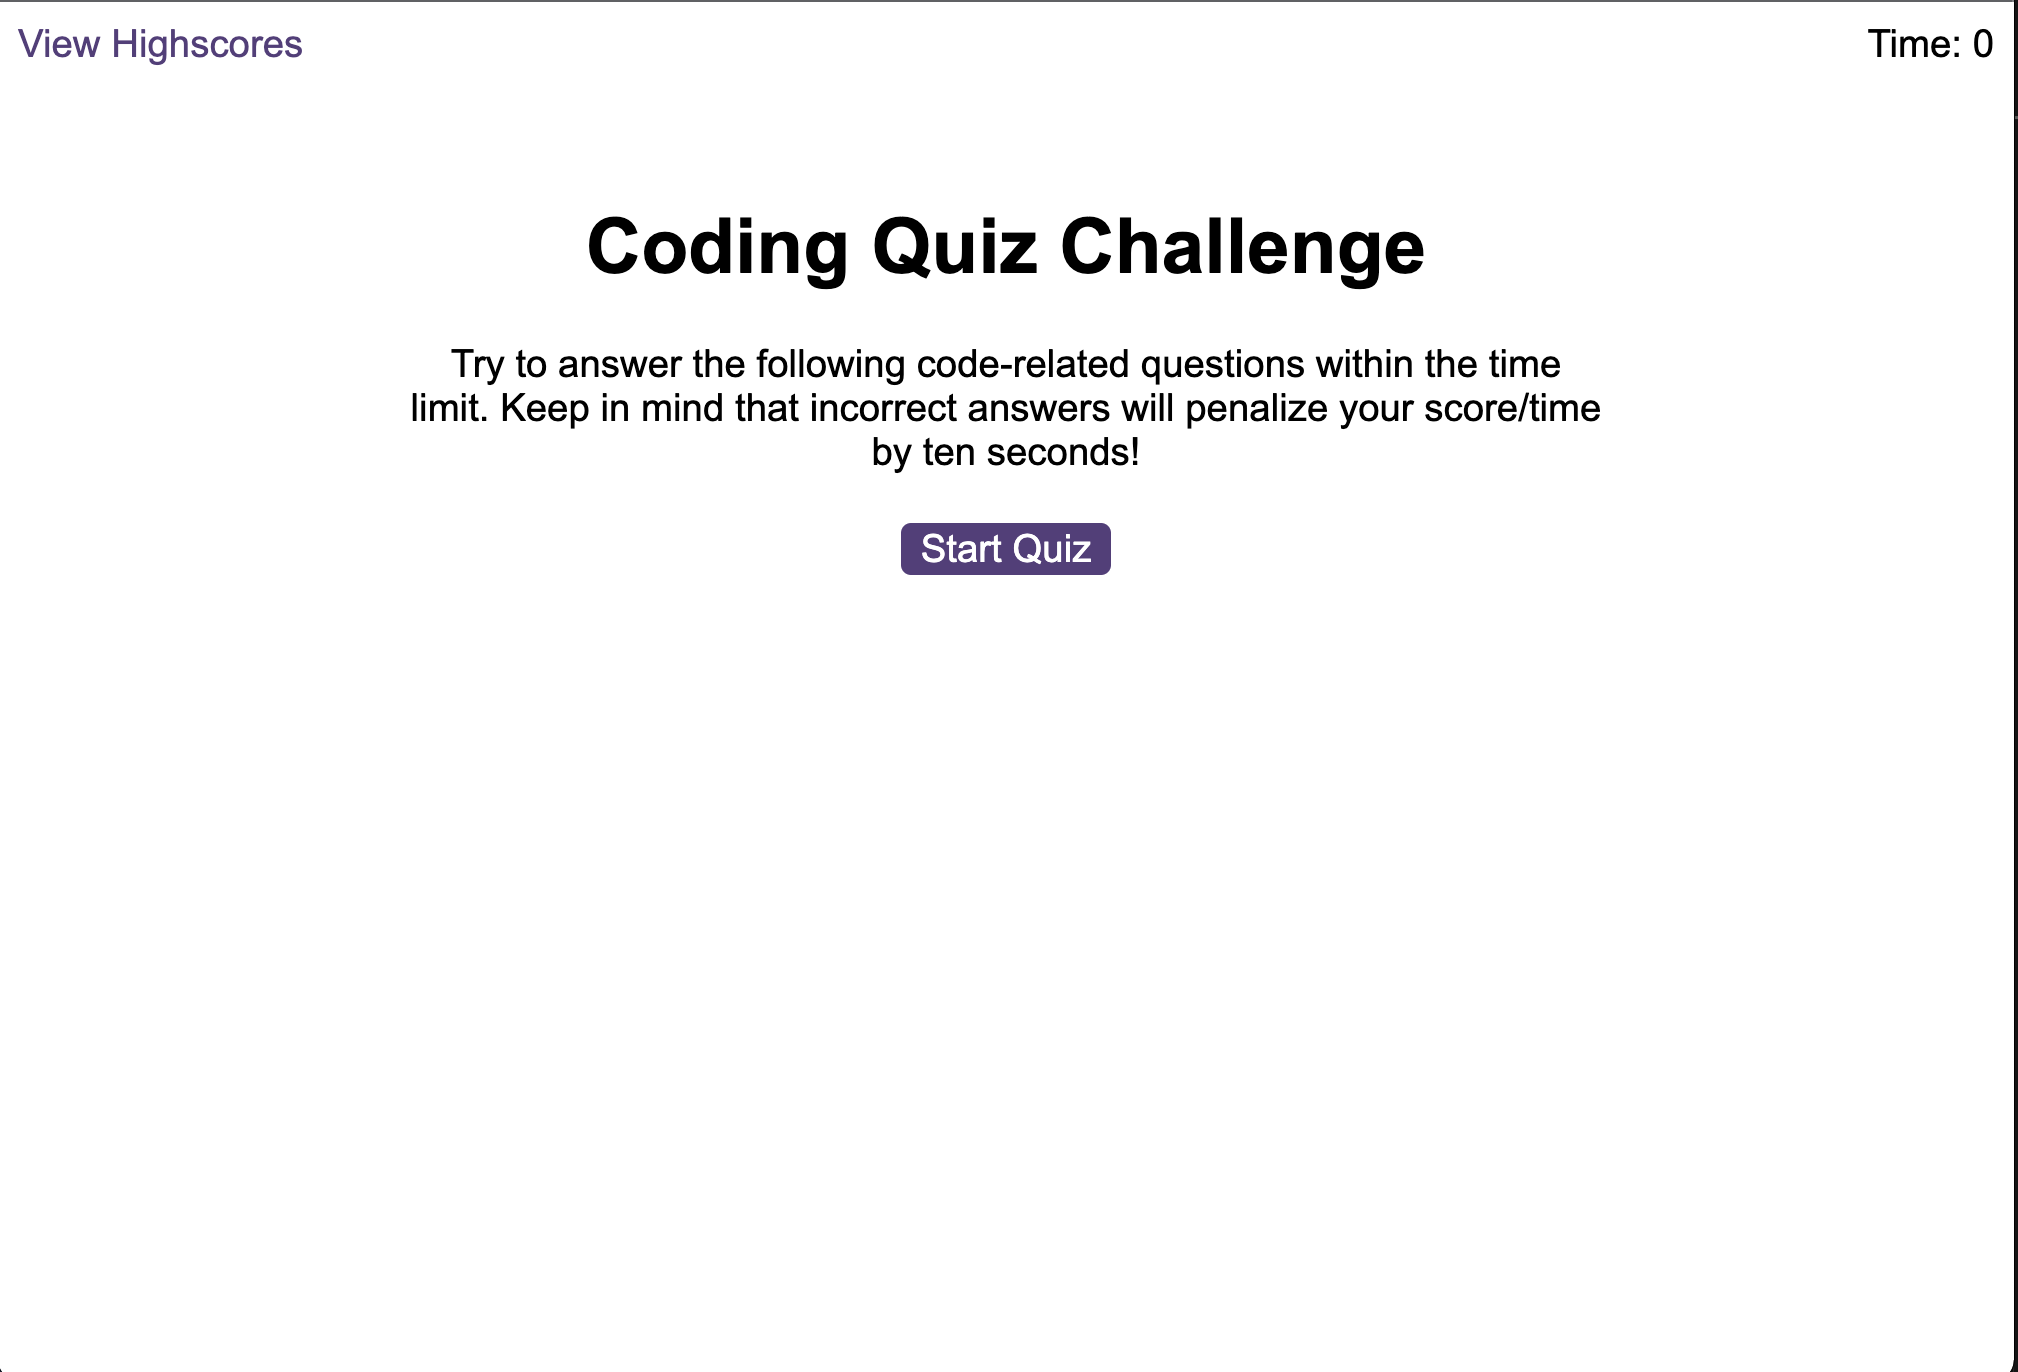 View Highscores
Time: 0
Coding Quiz Challenge
Try to answer the following code-related questions within the time
limit. Keep in mind that incorrect answers will penalize your score/time
by ten seconds!
Start Quiz